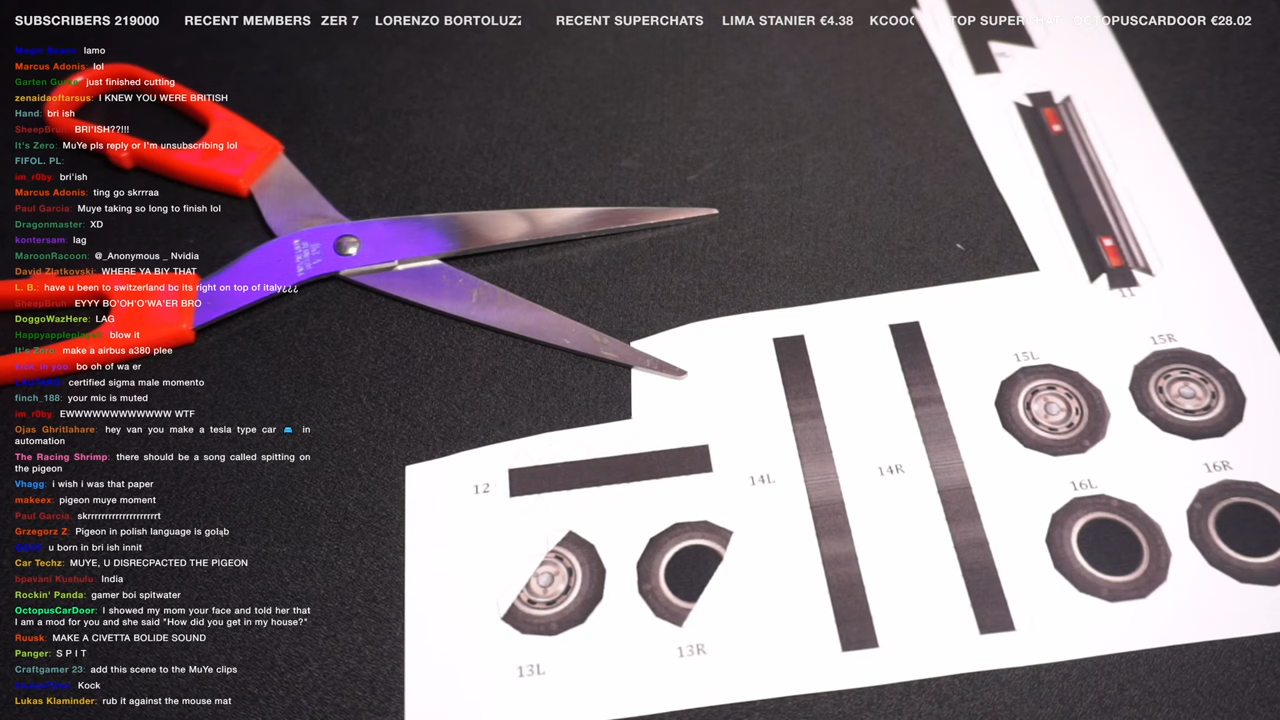 SUBSCRIBERS 219000 RECENT MEMBERS ZER 7 LORENZO BORTOLUZZ RECENT SUPERCHATS LIMA STANIER €4.38 TOP SUPERCHAT: OCTOPUSCARDOOR €28.02
lamo
Marcus Adonis: lol
just finished cutting
zenaidaoftarsus: I KNEW YOU WERE BRITISH
Hand: bri ish
SheepBruh: BRI'ISH??!!!
It's Zero: MuYe pls reply or I'm unsubscribing lol
FIFOL. PL:
im_r0by: bri'ish
Marcus Adonis: ting go skrrraa
Paul Garcia: Muye taking so long to finish lol
Dragonmaster: XD
kontersam: lag
MaroonRacoon: @_Anonymous _ Nvidia
David Zlatkovski: WHERE YA BIY THAT
L. B.: have u been to switzerland bc its right on top of italy¿¿¿
SheepBruh: EYYY BO'OH'O'WA'ER BRO
DoggoWazHere: LAG
blow it
It's Zero: make a airbus a380 plee
bo oh of wa er
certified sigma male momento
finch_188: your mic is muted
im_r0by: EWWWWWWWWWWWW WTF
Ojas Ghritlahare: hey van you make a tesla type car 🚘 in
automation
The Racing Shrimp: there should be a song called spitting on
the pigeon
Vhagg: i wish i was that paper
makeex: pigeon muye moment
Paul Garcia: skrrrrrrrrrrrrrrrrrrrt
Grzegorz Z: Pigeon in polish language is gołąb
u born in bri ish innit
Car Techz: MUYE, U DISRECPACTED THE PIGEON
bpavani Kushulu: India
Rockin' Panda: gamer boi spitwater
OctopusCarDoor: I showed my mom your face and told her that
I am a mod for you and she said "How did you get in my house?"
Ruusk: MAKE A CIVETTA BOLIDE SOUND
Panger: S P I T
Craftgamer 23: add this scene to the MuYe clips
Kock
Lukas Klaminder: rub it against the mouse mat
11
15L
15R
12
14L
14R
16L
16R
13L
13R